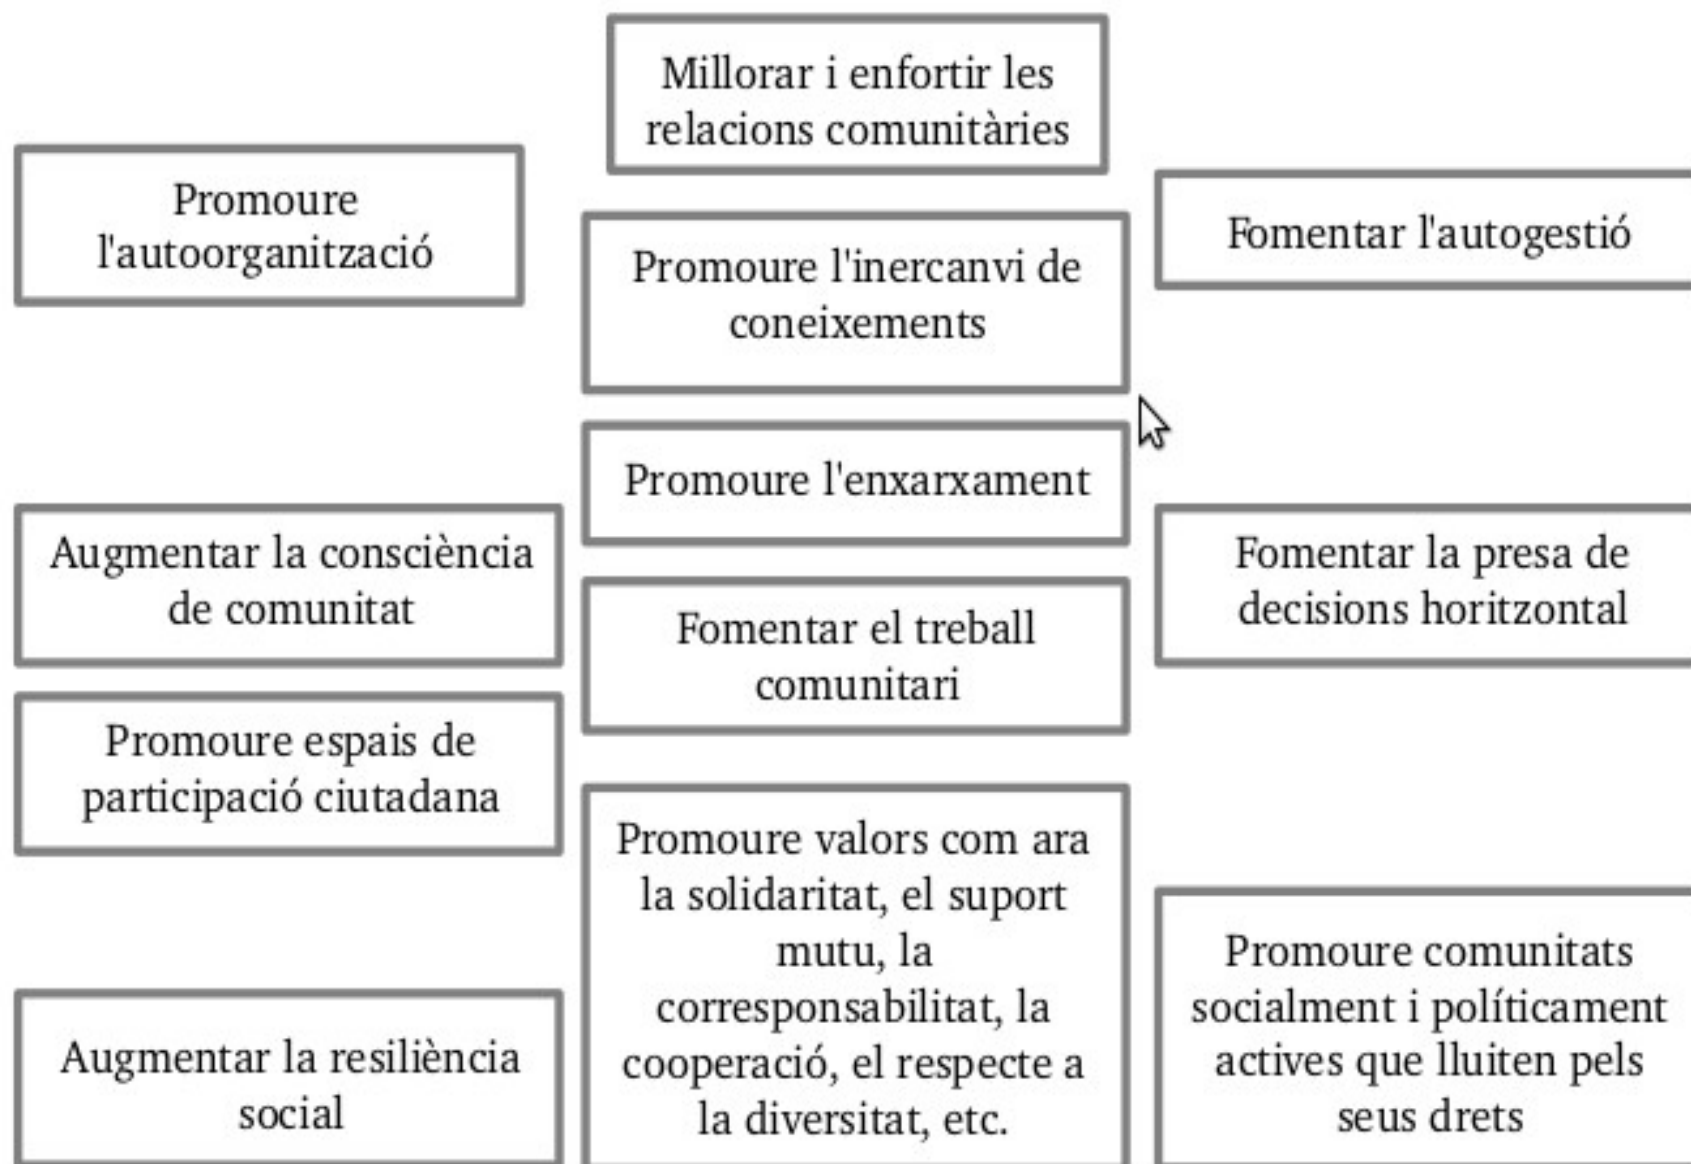 Millorar i enfortir les
relacions comunitàries
Promoure
l'autoorganització
Fomentar l'autogestió
Promoure l'inercanvi de
coneixements
Promoure l'enxarxament
Augmentar la consciència
de comunitat
Fomentar la presa de
decisions horitzontal
Fomentar el treball
comunitari
Promoure espais de
participació ciutadana
Promoure valors com ara
la solidaritat, el suport
mutu, la
corresponsabilitat, la
cooperació, el respecte a
la diversitat, etc.
Promoure comunitats
socialment i políticament
actives que lluiten pels
seus drets
Augmentar la resiliència
social